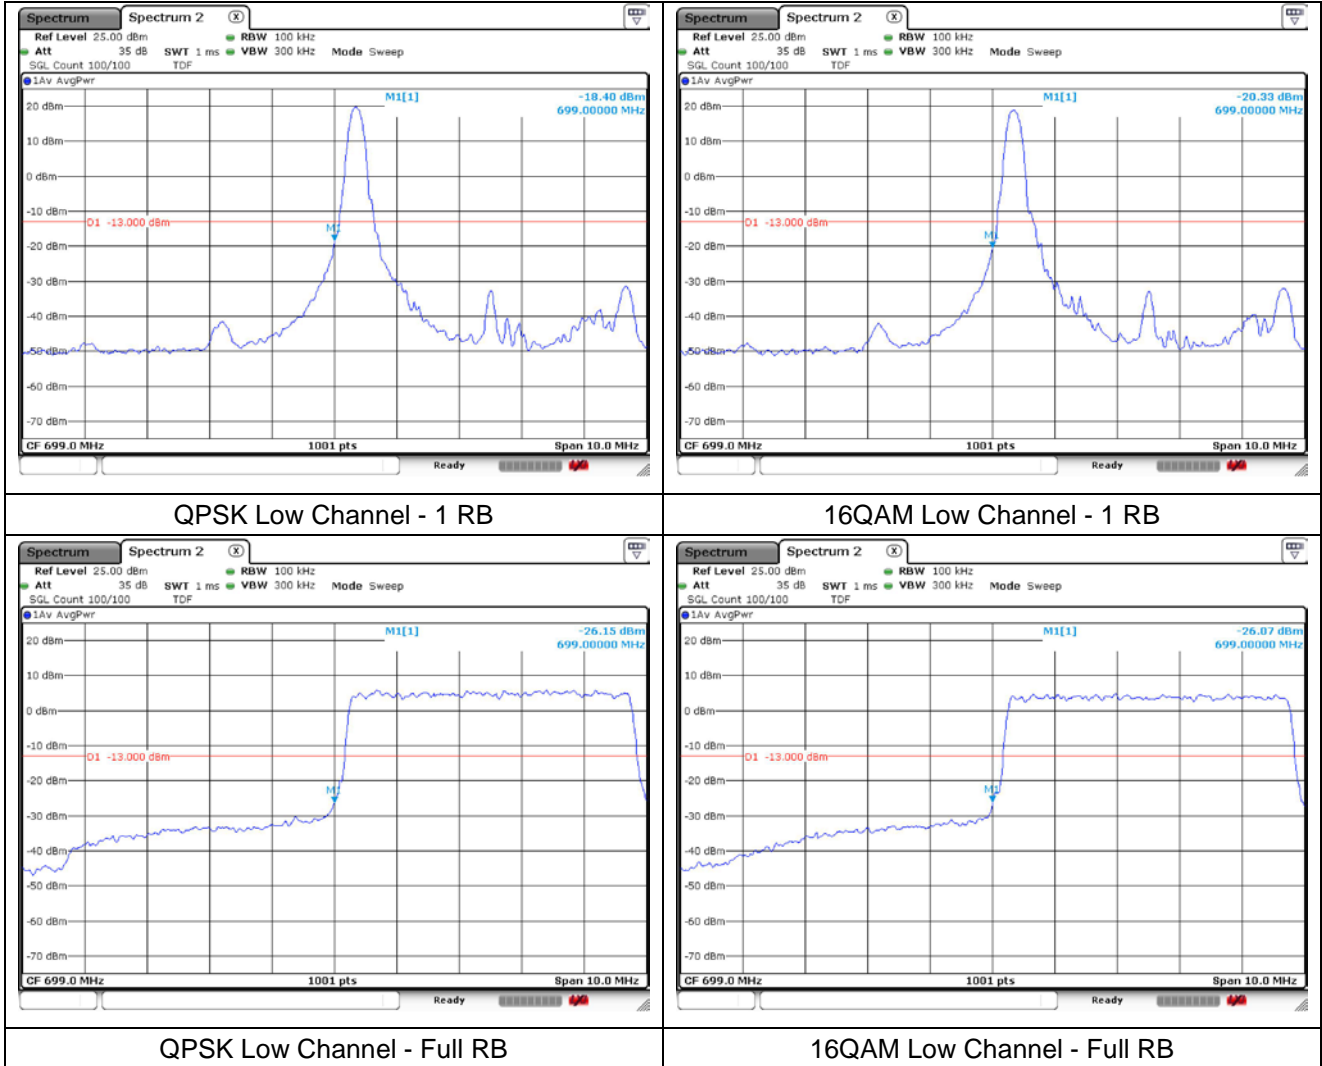 Spectrum Spectrum 2 X
Ref Level 25.00 dBm RBW 100 kHz
Att 35 dB SWT 1 ms VBW 300 kHz Mode Sweep
SGL Count 100/100 TDF
1Av AvgPwr
M1[1] -18.40 dBm
699.00000 MHz
20 dBm
10 dBm
0 dBm
-10 dBm
D1 -13.000 dBm
M1
-20 dBm
-30 dBm
-40 dBm
-50 dBm
-60 dBm
-70 dBm
CF 699.0 MHz 1001 pts Span 10.0 MHz
Ready
QPSK Low Channel - 1 RB
Spectrum Spectrum 2 X
Ref Level 25.00 dBm RBW 100 kHz
Att 35 dB SWT 1 ms VBW 300 kHz Mode Sweep
SGL Count 100/100 TDF
1Av AvgPwr
M1[1] -20.33 dBm
699.00000 MHz
20 dBm
10 dBm
0 dBm
-10 dBm
D1 -13.000 dBm
M1
-20 dBm
-30 dBm
-40 dBm
-50 dBm
-60 dBm
-70 dBm
CF 699.0 MHz 1001 pts Span 10.0 MHz
Ready
16QAM Low Channel - 1 RB
Spectrum Spectrum 2 X
Ref Level 25.00 dBm RBW 100 kHz
Att 35 dB SWT 1 ms VBW 300 kHz Mode Sweep
SGL Count 100/100 TDF
1Av AvgPwr
M1[1] -26.15 dBm
699.00000 MHz
20 dBm
10 dBm
0 dBm
-10 dBm
D1 -13.000 dBm
-20 dBm
M1
-30 dBm
-40 dBm
-50 dBm
-60 dBm
-70 dBm
CF 699.0 MHz 1001 pts Span 10.0 MHz
Ready
QPSK Low Channel - Full RB
Spectrum Spectrum 2 X
Ref Level 25.00 dBm RBW 100 kHz
Att 35 dB SWT 1 ms VBW 300 kHz Mode Sweep
SGL Count 100/100 TDF
1Av AvgPwr
M1[1] -26.07 dBm
699.00000 MHz
20 dBm
10 dBm
0 dBm
-10 dBm
D1 -13.000 dBm
-20 dBm
M1
-30 dBm
-40 dBm
-50 dBm
-60 dBm
-70 dBm
CF 699.0 MHz 1001 pts Span 10.0 MHz
Ready
16QAM Low Channel - Full RB